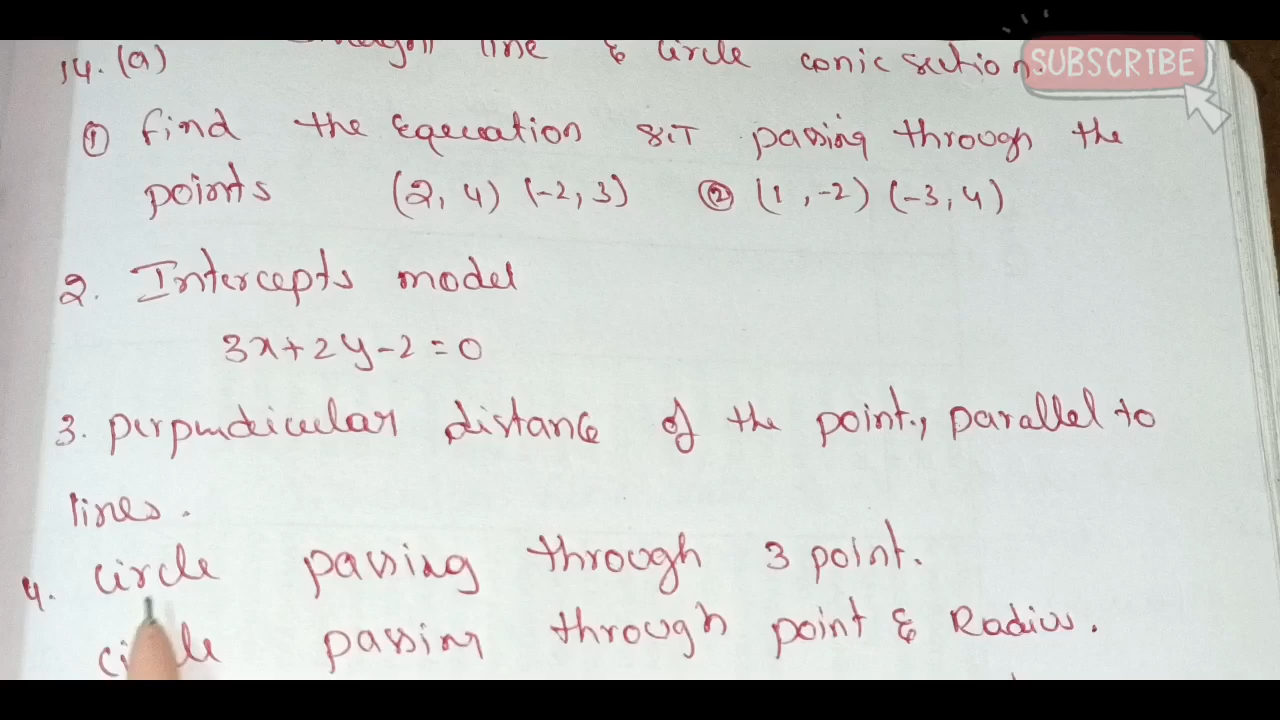 14. (a) line & circle conic section.
SUBSCRIBE
① find the Equation s.t passing through the
points (2, 4) (-2, 3) ② (1, -2) (-3, 4)
2. Intercepts model
3x+2y-2=0
3. perpendicular distance of the point, parallel to
lines.
4. circle passing through 3 point.
passing through point & Radius.